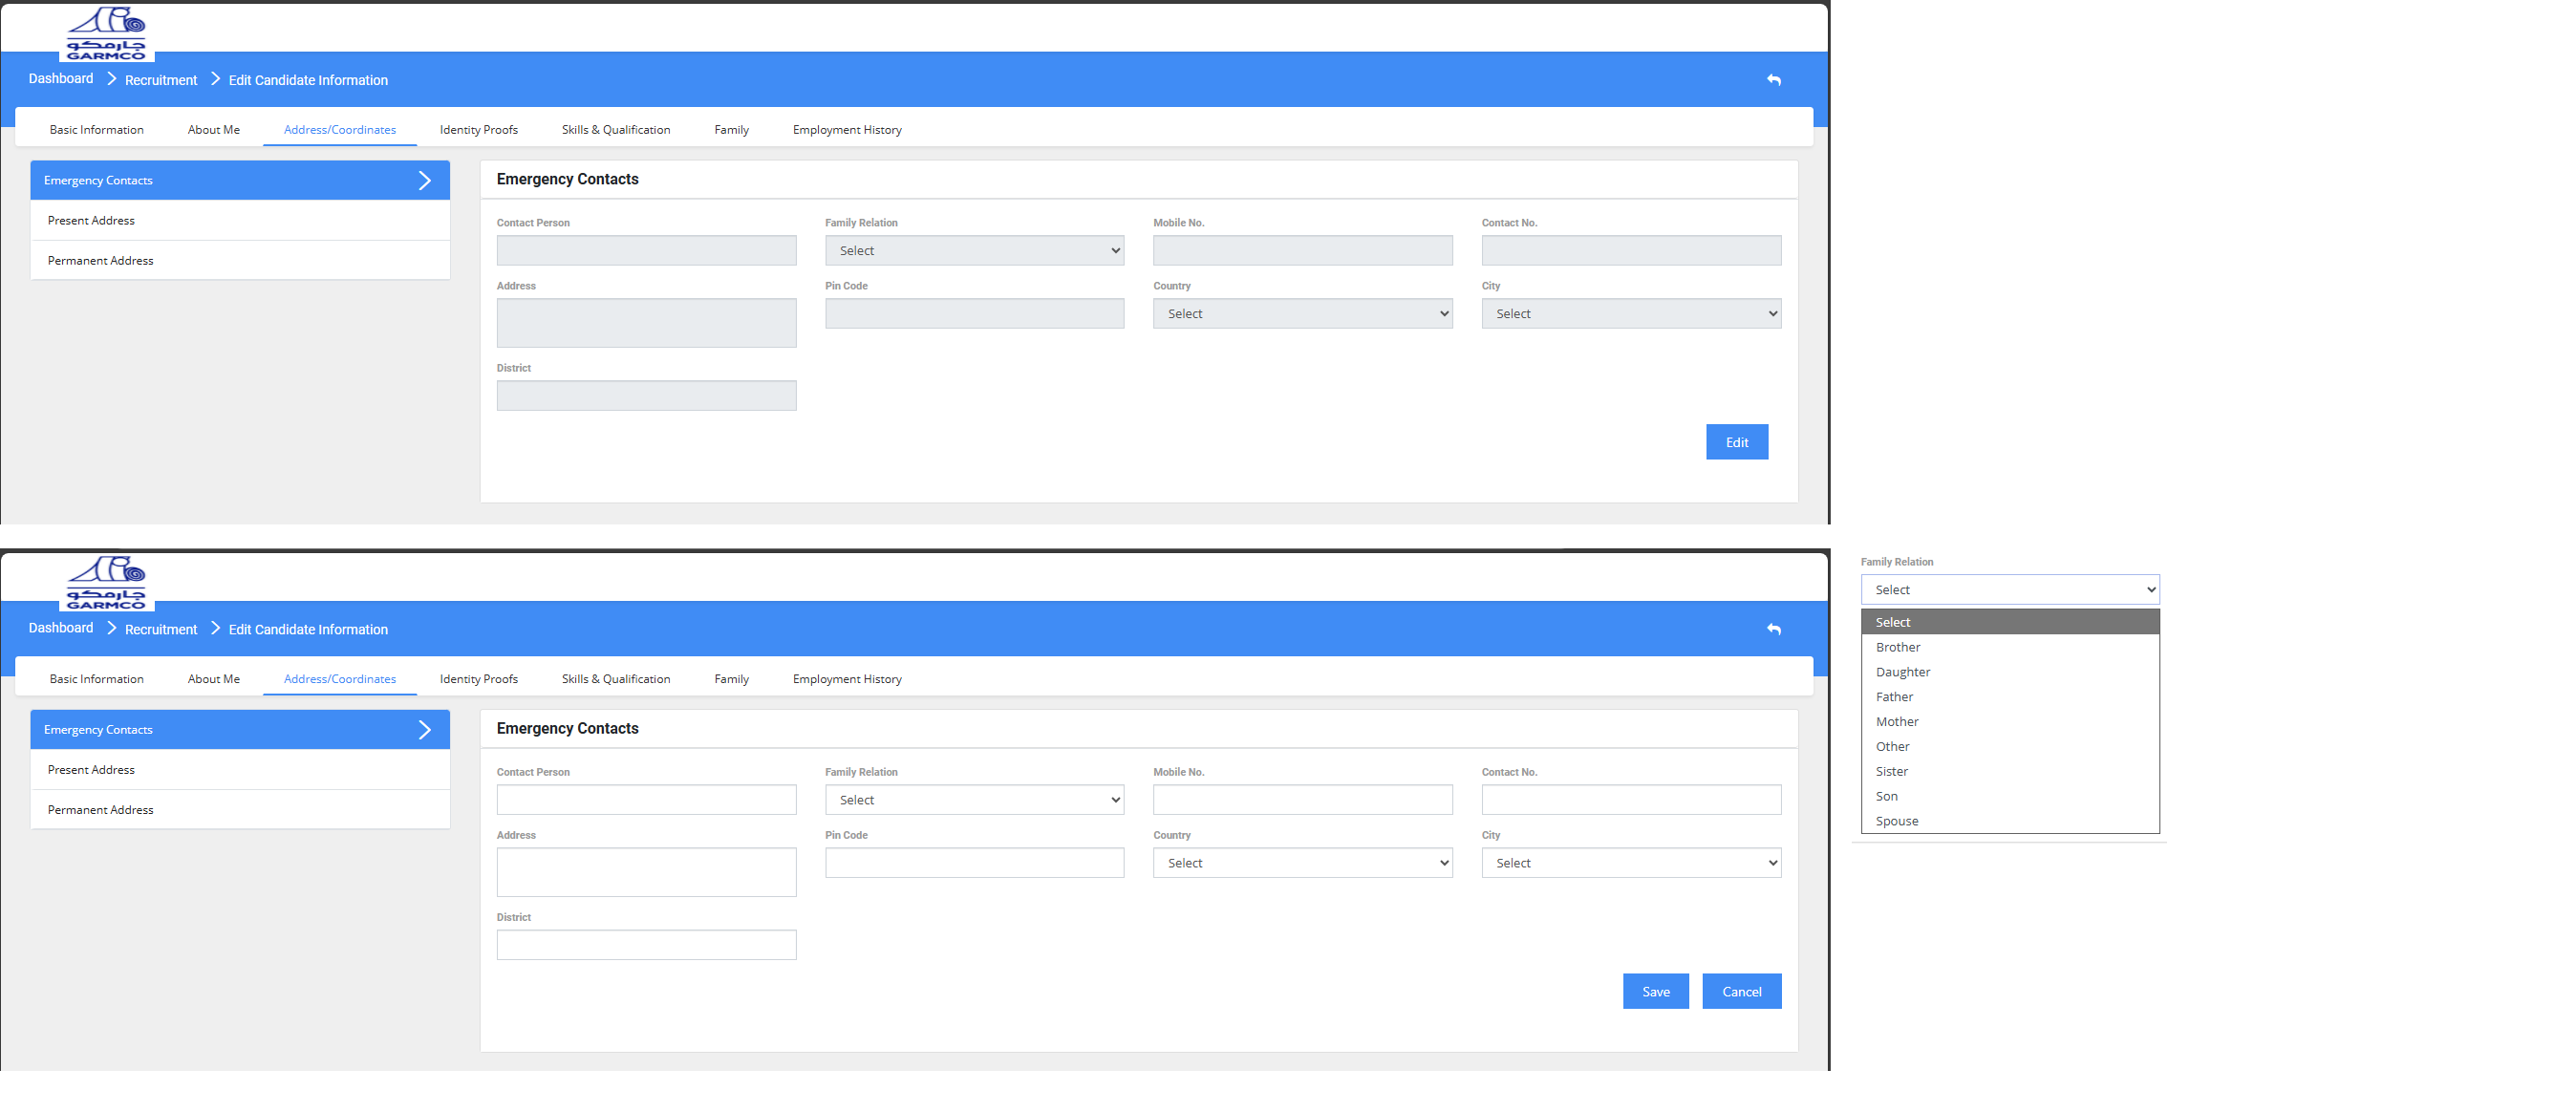 جارمكو
GARMCO
Dashboard Recruitment Edit Candidate Information
Basic Information About Me Address/Coordinates Identity Proofs Skills & Qualification Family Employment History
Emergency Contacts
Present Address
Permanent Address
Emergency Contacts
Contact Person Family Relation Mobile No. Contact No.
Select
Address Pin Code Country City
Select Select
District
Edit
جارمكو
GARMCO
Dashboard Recruitment Edit Candidate Information
Basic Information About Me Address/Coordinates Identity Proofs Skills & Qualification Family Employment History
Emergency Contacts
Present Address
Permanent Address
Emergency Contacts
Contact Person Family Relation Mobile No. Contact No.
Select
Address Pin Code Country City
Select Select
District
Save Cancel
Family Relation
Select
Select
Brother
Daughter
Father
Mother
Other
Sister
Son
Spouse